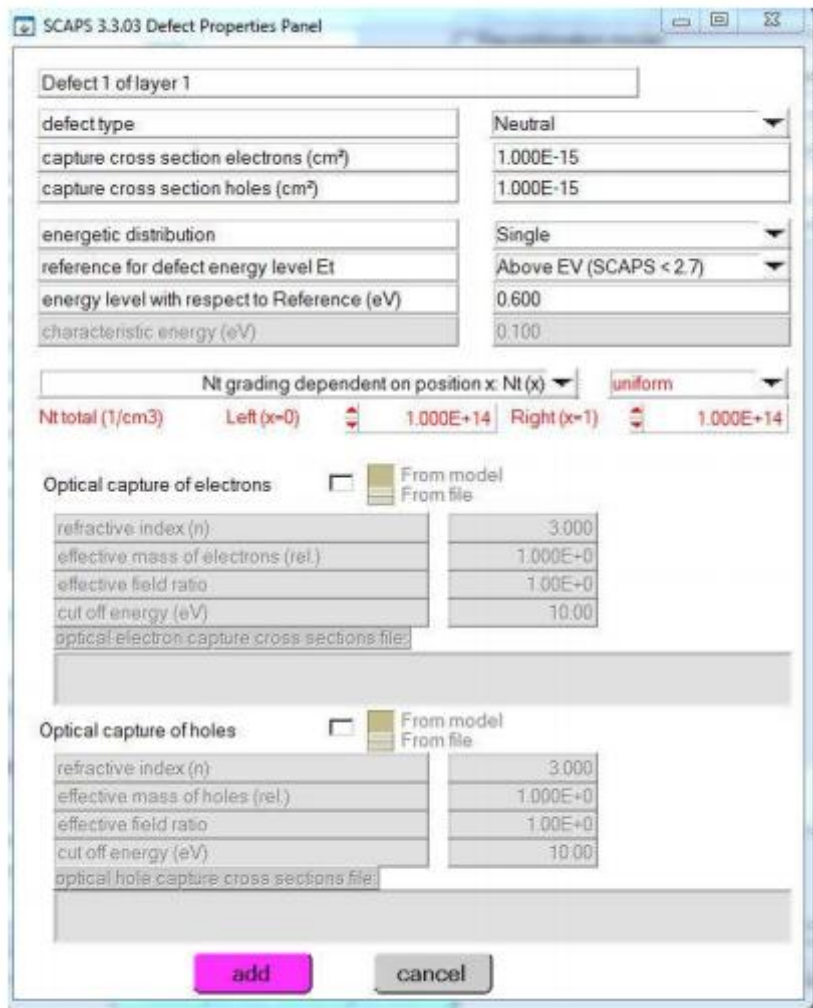 SCAPS 3.3.03 Defect Properties Panel
Defect 1 of layer 1
defect type Neutral
capture cross section electrons (cm²) 1.000E-15
capture cross section holes (cm²) 1.000E-15
energetic distribution Single
reference for defect energy level Et Above EV (SCAPS < 2.7)
energy level with respect to Reference (eV) 0.600
characteristic energy (eV) 0.100
Nt grading dependent on position x: Nt (x) uniform
Nt total (1/cm3) Left (x=0) 1.000E+14 Right (x=1) 1.000E+14
Optical capture of electrons From model
From file
refractive index (n) 3.000
effective mass of electrons (rel.) 1.000E+0
effective field ratio 1.00E+0
cut off energy (eV) 10.00
optical electron capture cross sections file:
Optical capture of holes From model
From file
refractive index (n) 3.000
effective mass of holes (rel.) 1.000E+0
effective field ratio 1.00E+0
cut off energy (eV) 10.00
optical hole capture cross sections file:
add cancel